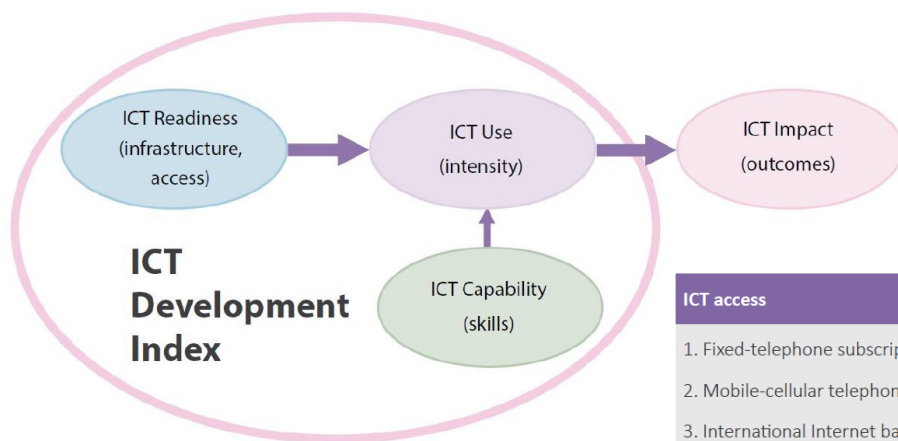 ICT Readiness
(infrastructure,
access)
ICT Use
(intensity)
ICT Impact
(outcomes)
ICT
Development
Index
ICT Capability
(skills)
ICT access
1. Fixed-telephone
2. Mobile-cellular
3. International Internet